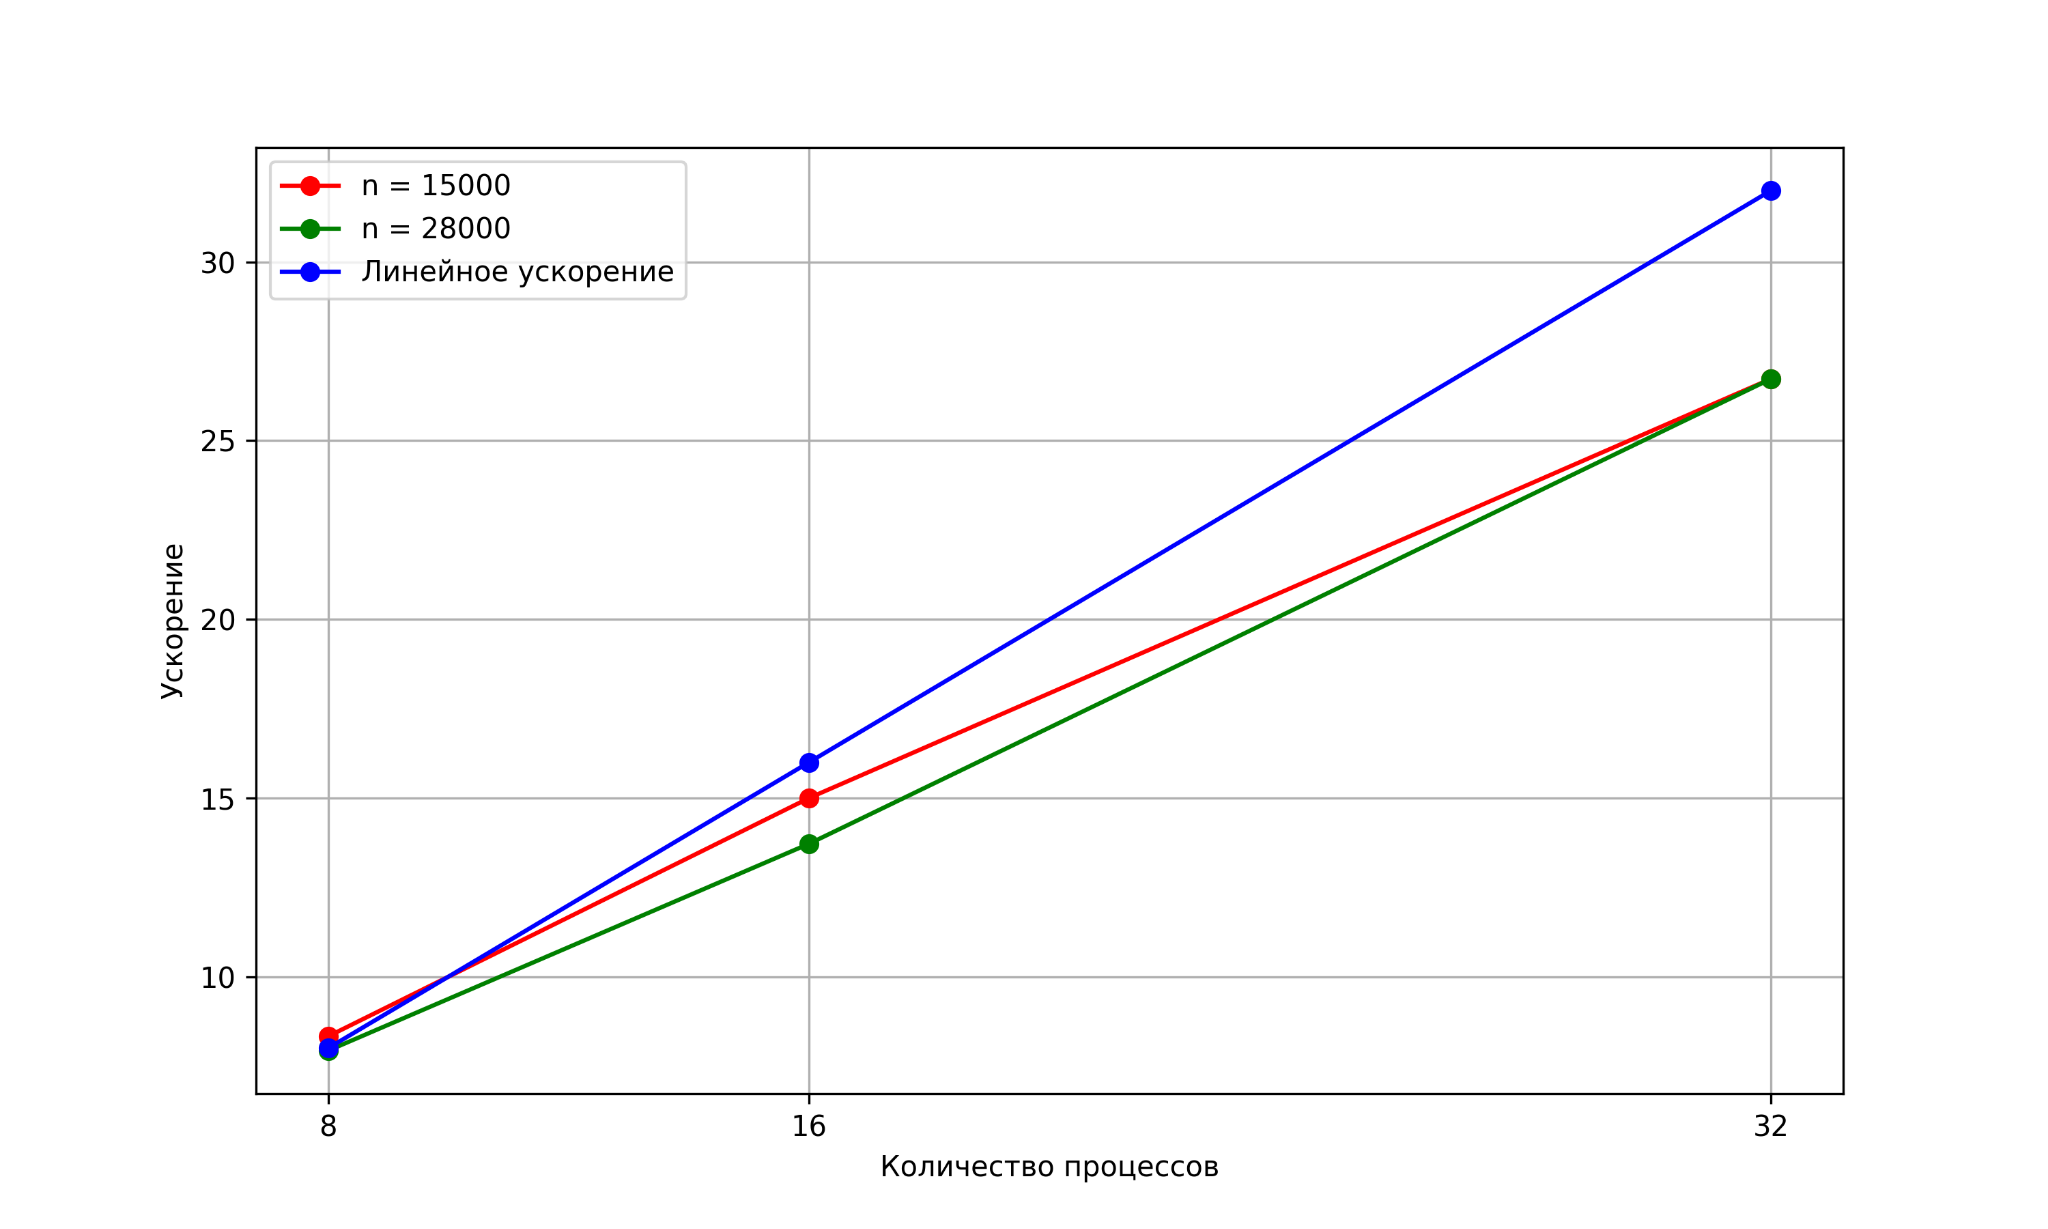 n = 15000
n = 28000
Линейное ускорение
30
25
20
15
10
Ускорение
8 16 32
Количество процессов